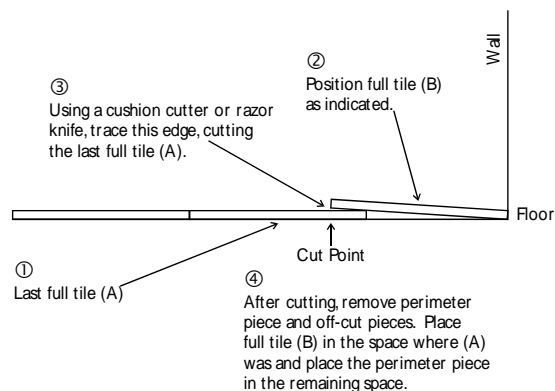 Wall
②
Position full tile (B)
as indicated.
③
Using a cushion cutter or razor
knife, trace this edge, cutting
the last full tile (A).
Floor
Cut Point
①
Last full tile (A)
④
After cutting, remove perimeter
piece and off-cut pieces. Place
full tile (B) in the space where (A)
was and place the perimeter piece
in the remaining space.